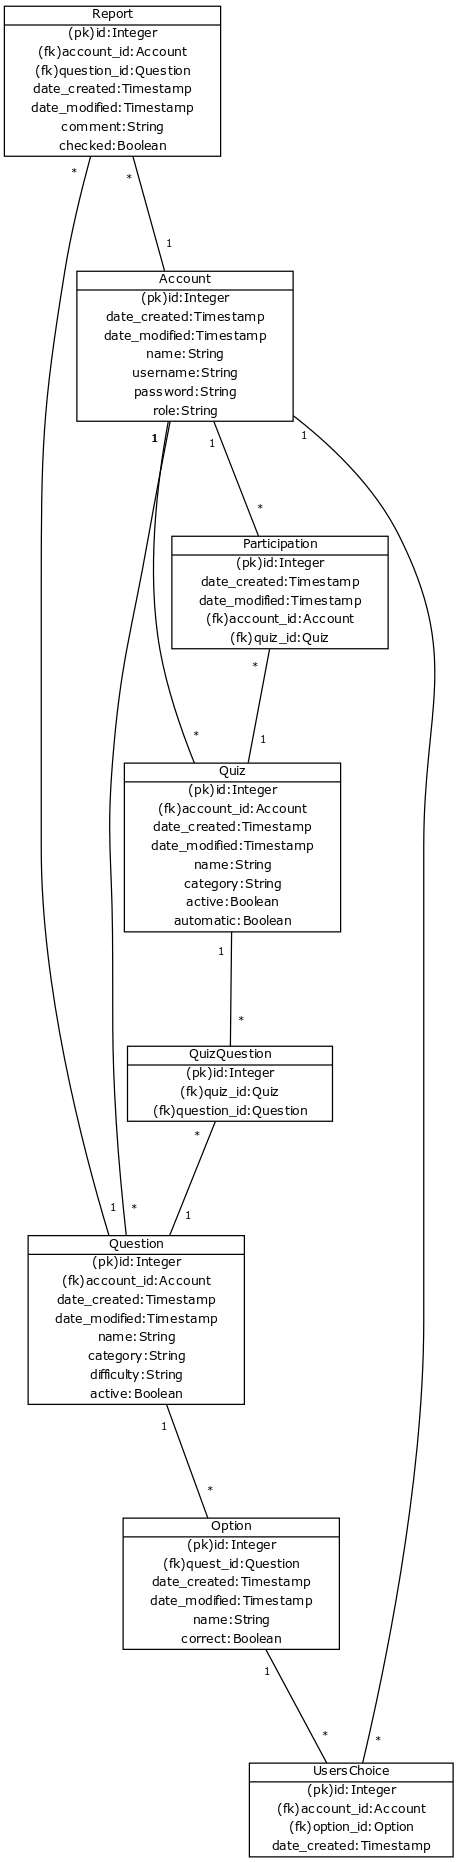 Report
(pk)id:Integer
(fk)account_id:Account
(fk)question_id:Question
date_created:Timestamp
date_modified:Timestamp
comment:String
checked:Boolean
*
*
1
Account
(pk)id:Integer
date_created:Timestamp
date_modified:Timestamp
name:String
username:String
password:String
role:String
1
1
1
*
Participation
(pk)id:Integer
date_created:Timestamp
date_modified:Timestamp
(fk)account_id:Account
(fk)quiz_id:Quiz
*
*
1
Quiz
(pk)id:Integer
(fk)account_id:Account
date_created:Timestamp
date_modified:Timestamp
name:String
category:String
active:Boolean
automatic:Boolean
1
*
QuizQuestion
(pk)id:Integer
(fk)quiz_id:Quiz
(fk)question_id:Question
*
1
*
1
Question
(pk)id:Integer
(fk)account_id:Account
date_created:Timestamp
date_modified:Timestamp
name:String
category:String
difficulty:String
active:Boolean
1
*
Option
(pk)id:Integer
(fk)quest_id:Question
date_created:Timestamp
date_modified:Timestamp
name:String
correct:Boolean
1
*
*
UsersChoice
(pk)id:Integer
(fk)account_id:Account
(fk)option_id:Option
date_created:Timestamp